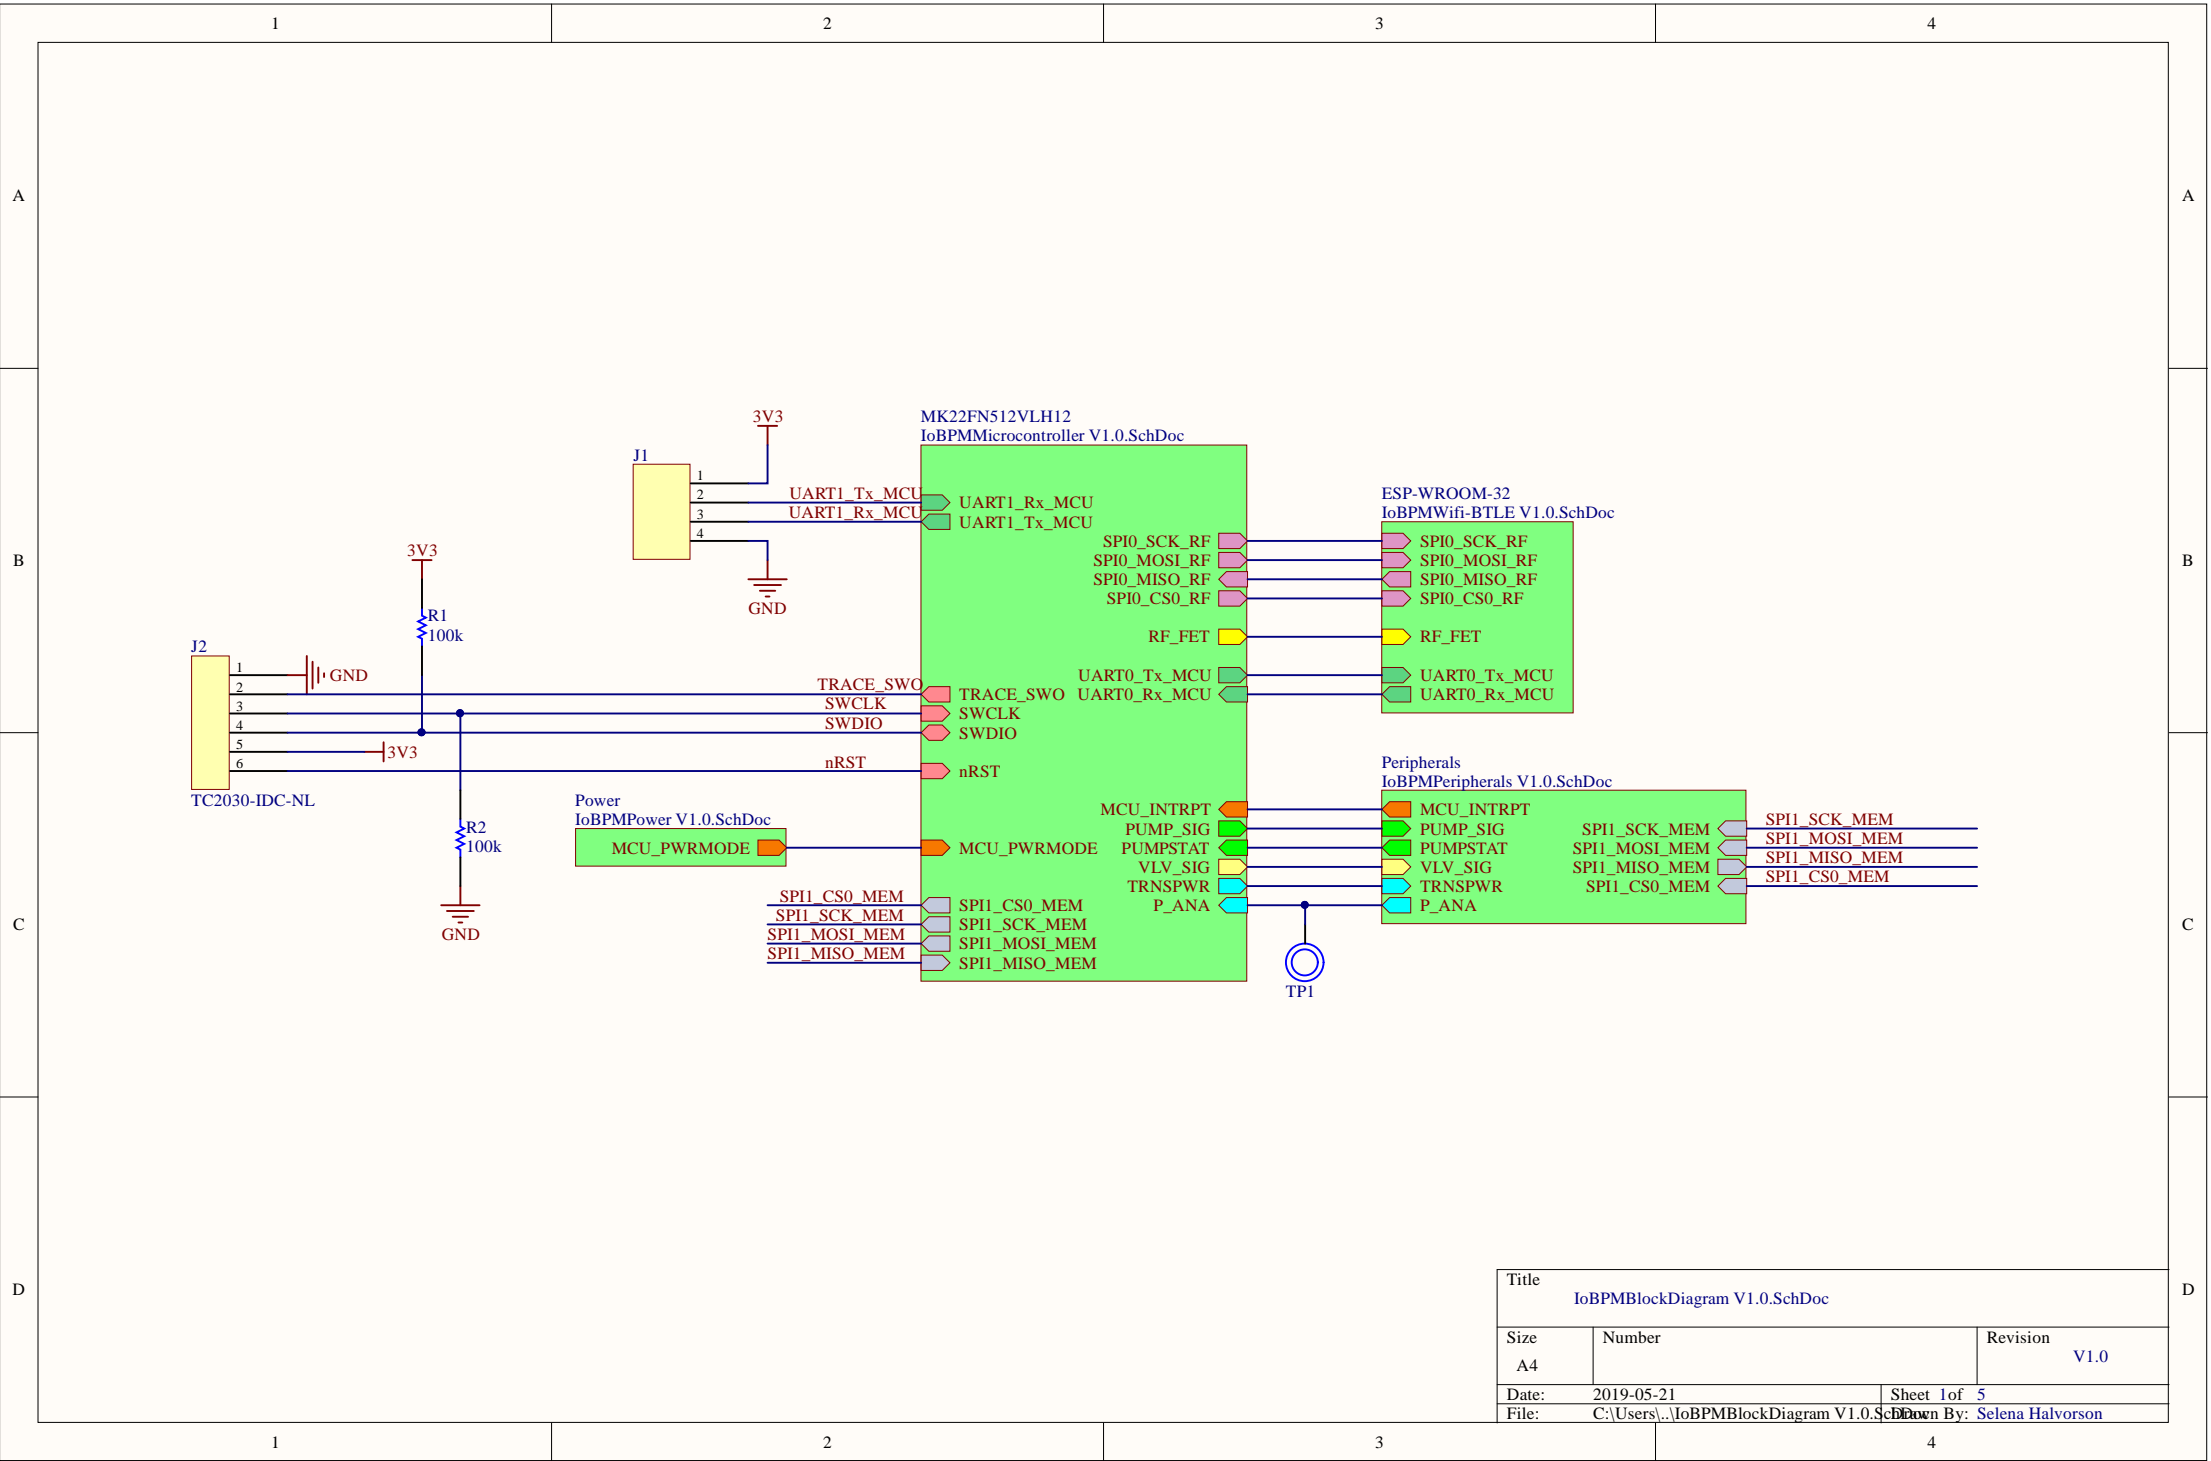 1 2 3 4
A A
B B
C C
D D
3V3
J1
1
2
3
4
UART1_Tx_MCU
UART1_Rx_MCU
GND
MK22FN512VLH12
IoBPMMicrocontroller V1.0.SchDoc
UART1_Rx_MCU
UART1_Tx_MCU
SPI0_SCK_RF
SPI0_MOSI_RF
SPI0_MISO_RF
SPI0_CS0_RF
RF_FET
UART0_Tx_MCU
TRACE_SWO UART0_Rx_MCU
SWCLK
SWDIO
nRST
MCU_INTRPT
PUMP_SIG
MCU_PWRMODE PUMPSTAT
VLV_SIG
TRNSPWR
SPI1_CS0_MEM P_ANA
SPI1_SCK_MEM
SPI1_MOSI_MEM
SPI1_MISO_MEM
ESP-WROOM-32
IoBPMWifi-BTLE V1.0.SchDoc
SPI0_SCK_RF
SPI0_MOSI_RF
SPI0_MISO_RF
SPI0_CS0_RF
RF_FET
UART0_Tx_MCU
UART0_Rx_MCU
3V3
R1
100k
J2
1
2
3
4
5
6
GND
3V3
TC2030-IDC-NL
TRACE_SWO
SWCLK
SWDIO
nRST
R2
100k
GND
Power
IoBPMPower V1.0.SchDoc
MCU_PWRMODE
SPI1_CS0_MEM
SPI1_SCK_MEM
SPI1_MOSI_MEM
SPI1_MISO_MEM
Peripherals
IoBPMPeripherals V1.0.SchDoc
MCU_INTRPT
PUMP_SIG SPI1_SCK_MEM
PUMPSTAT SPI1_MOSI_MEM
VLV_SIG SPI1_MISO_MEM
TRNSPWR SPI1_CS0_MEM
P_ANA
SPI1_SCK_MEM
SPI1_MOSI_MEM
SPI1_MISO_MEM
SPI1_CS0_MEM
TP1
Title
IoBPMBlockDiagram V1.0.SchDoc
Size Number Revision
A4 V1.0
Date: 2019-05-21 Sheet 1 of 5
File: C:\Users\..\IoBPMBlockDiagram V1.0.SchDoc Drawn By: Selena Halvorson
1 2 3 4